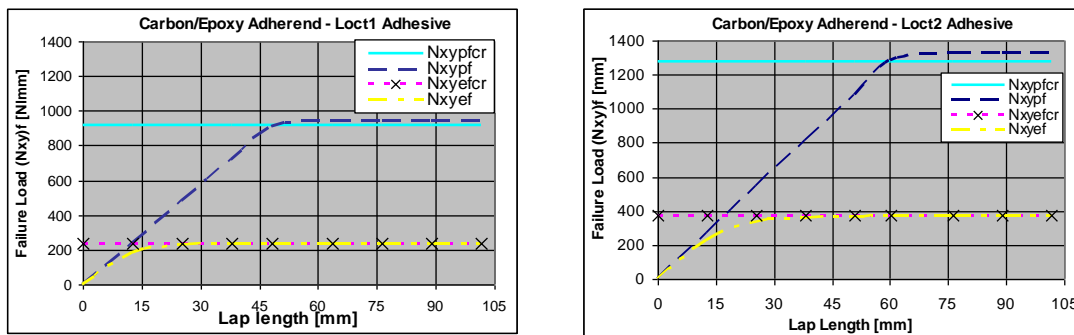 Carbon/Epoxy Adherend - Loct1 Adhesive
Failure Load (Nxy)f [N/mm]
1400
1200
1000
800
600
400
200
0
Nxypfcr
Nxypf
Nxyefcr
Nxyef
0 15 30 45 60 75 90 105
Lap length [mm]
Carbon/Epoxy Adherend - Loct2 Adhesive
Failure Load (Nxy)f [mm]
1400
1200
1000
800
600
400
200
0
Nxypfcr
Nxypf
Nxyefcr
Nxyef
0 15 30 45 60 75 90 105
Lap Length [mm]